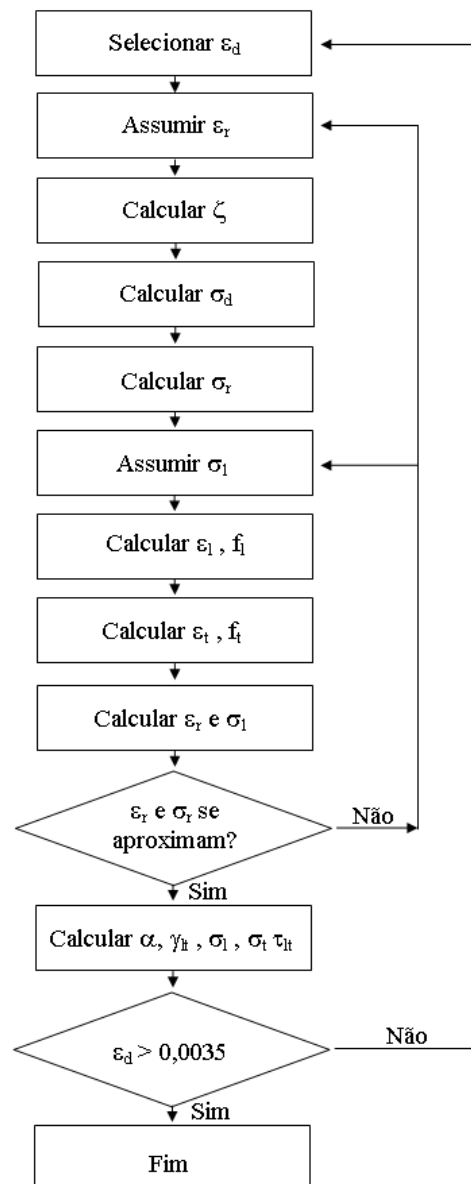 Selecionar εd
Assumir εr
Calcular ζ
Calcular σd
Calcular σr
Assumir σl
Calcular εl , fl
Calcular εt , ft
Calcular εr e σl
εr e σr se
aproximam?
Não
Sim
Calcular α, γlt , σl , σt τlt
εd > 0,0035
Não
Sim
Fim